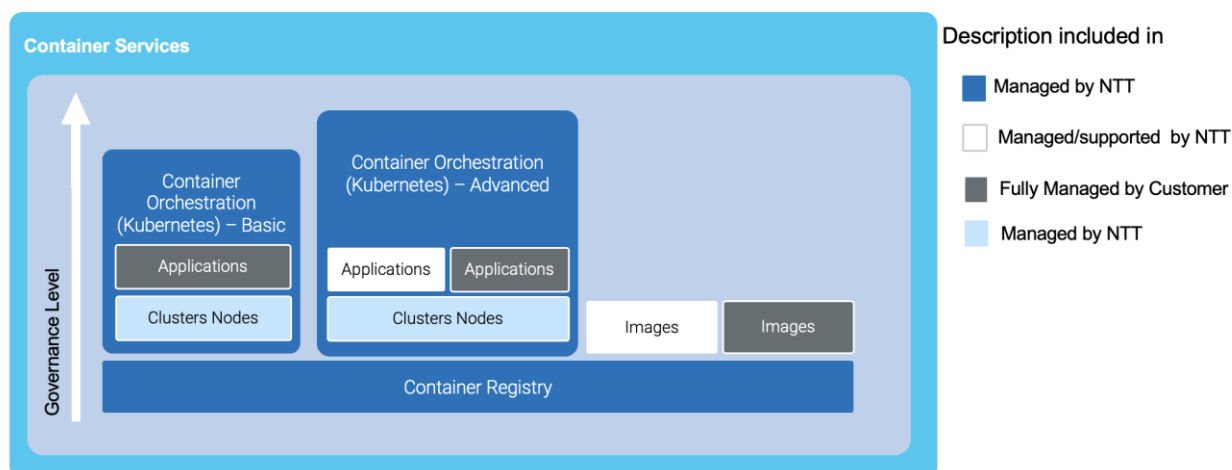 Container Services
Governance Level
Container
Orchestration
(Kubernetes) – Basic
Applications
Clusters Nodes
Container Orchestration
(Kubernetes) – Advanced
Applications
Applications
Clusters Nodes
Images
Images
Container Registry
Description included in
Managed by NTT
Managed/supported by NTT
Fully Managed by Customer
Managed by NTT